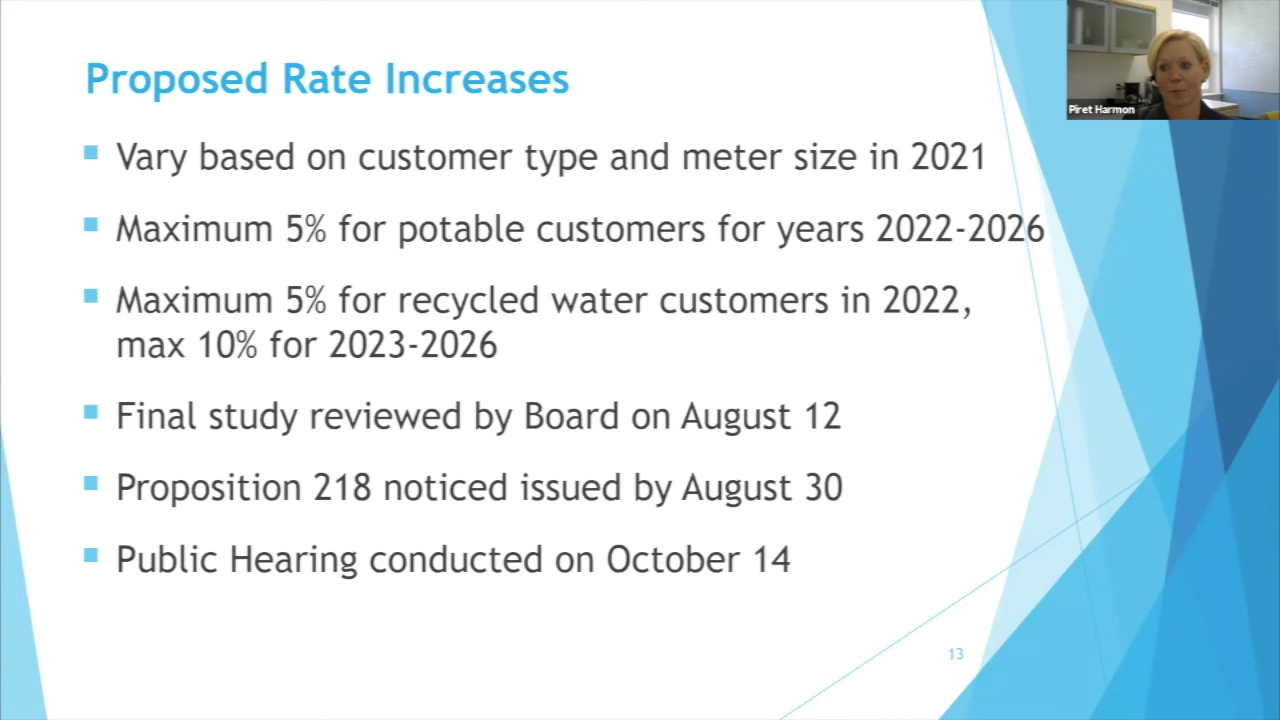 Proposed Rate Increases
Piret Harmon
Vary based on customer type and meter size in 2021
Maximum 5% for potable customers for years 2022-2026
Maximum 5% for recycled water customers in 2022,
max 10% for 2023-2026
Final study reviewed by Board on August 12
Proposition 218 noticed issued by August 30
Public Hearing conducted on October 14
13